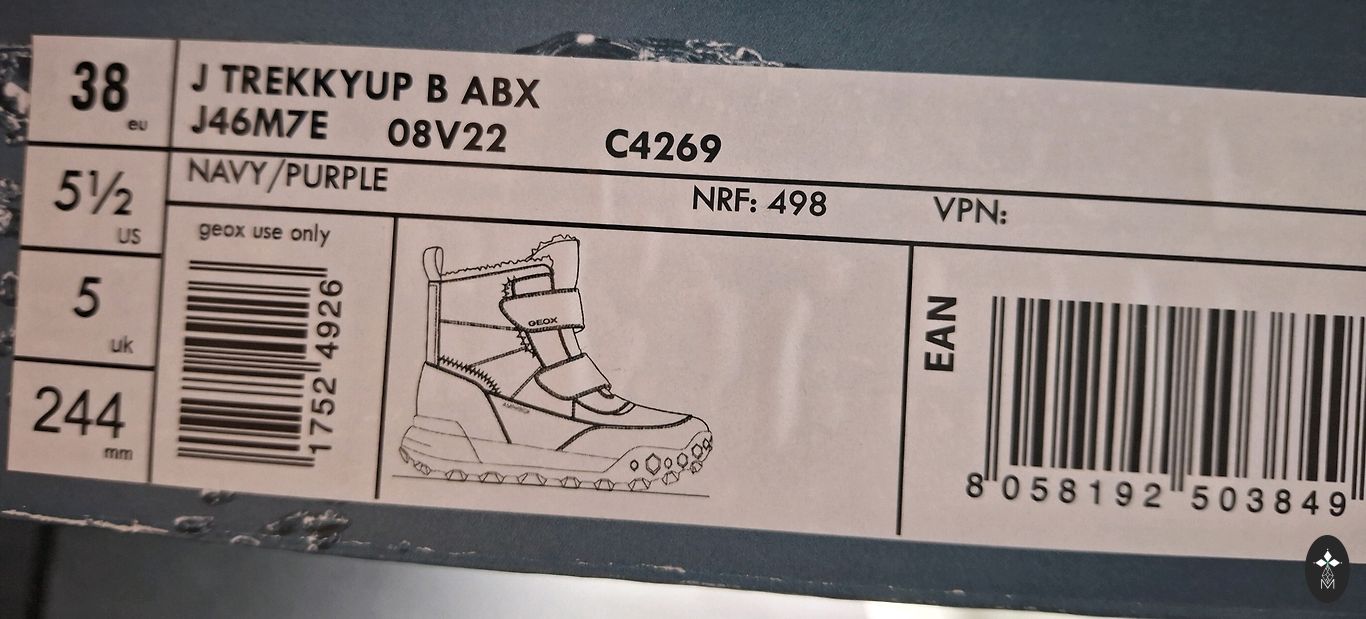 38 eu
J TREKKYUP B ABX
J46M7E 08V22 C4269
5½ US
NAVY/PURPLE
NRF: 498 VPN:
5 uk
244 mm
geox use only
1752 4926
GEOX
AMPHIBIOX
EAN
8 058192 503849
M